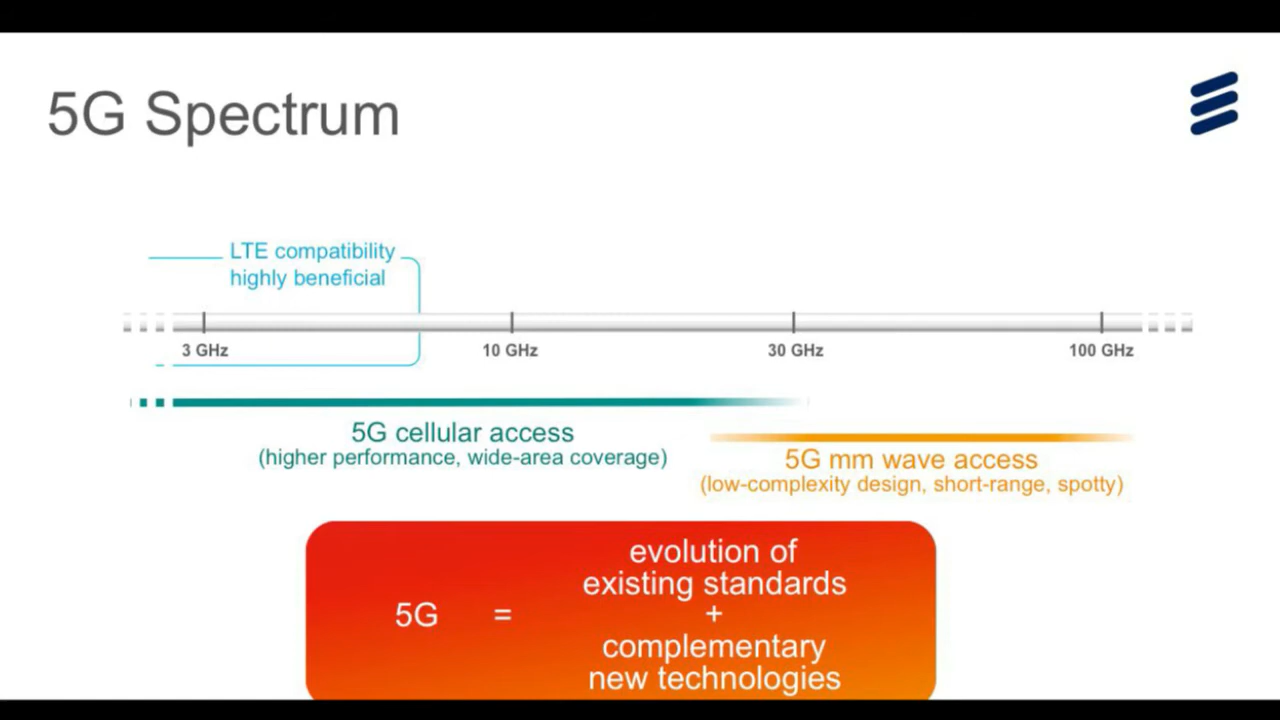 5G Spectrum
LTE compatibility
highly beneficial
3 GHz
10 GHz
30 GHz
100 GHz
5G cellular access
(higher performance, wide-area coverage)
5G mm wave access
(low-complexity design, short-range, spotty)
evolution of
existing standards
5G = +
complementary
new technologies